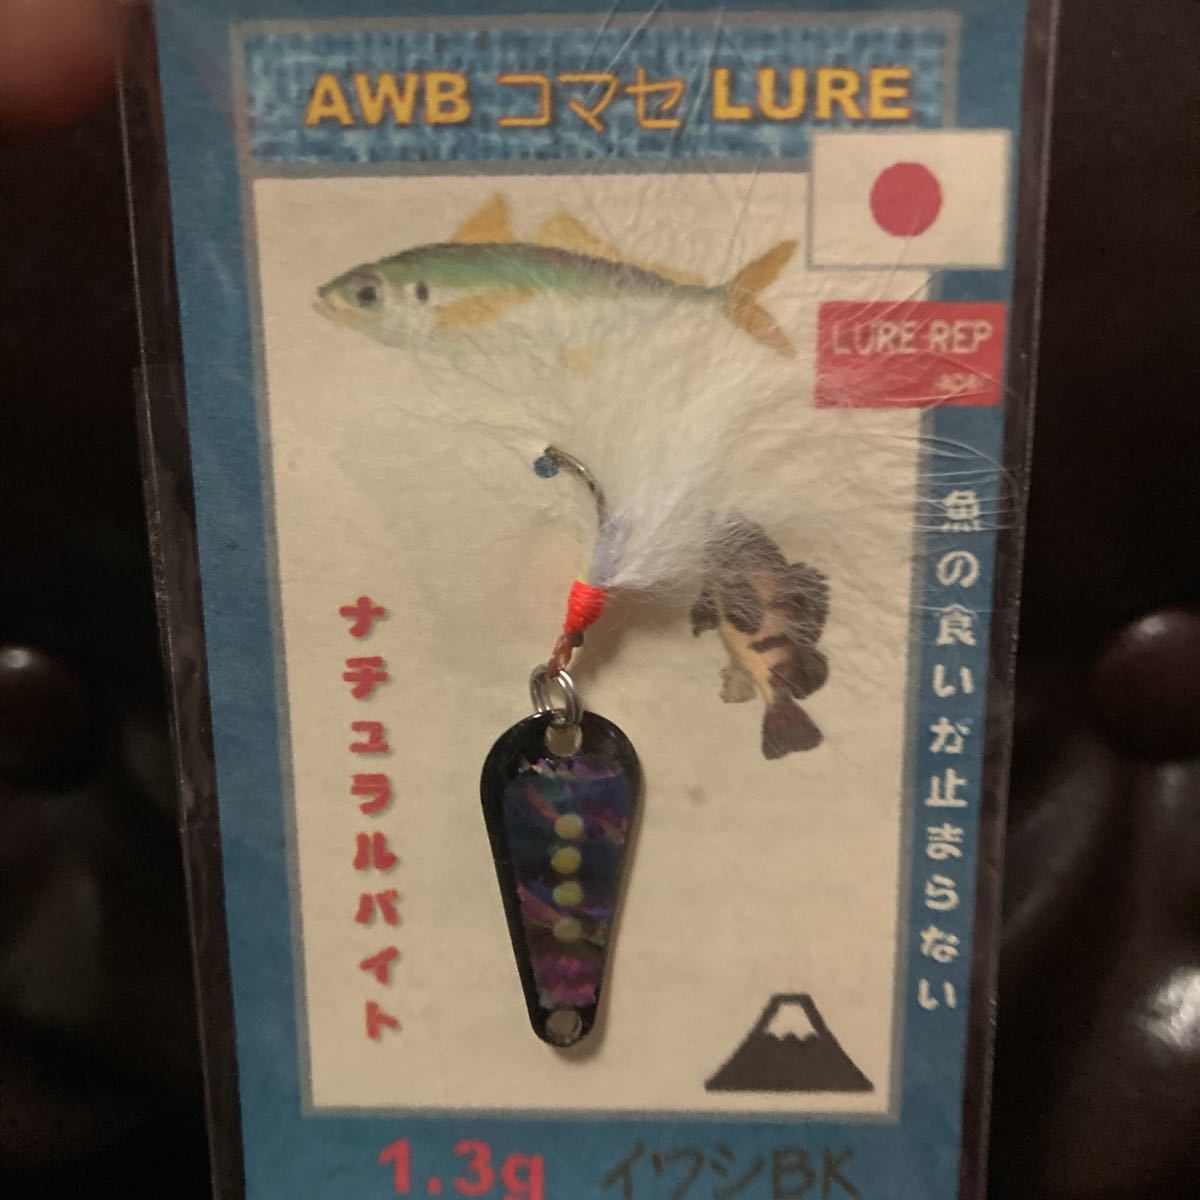 AWB コマセ LURE
LURE-REP
魚の食いが止まらない
ナチュラルバイト
1.3g イワシBK